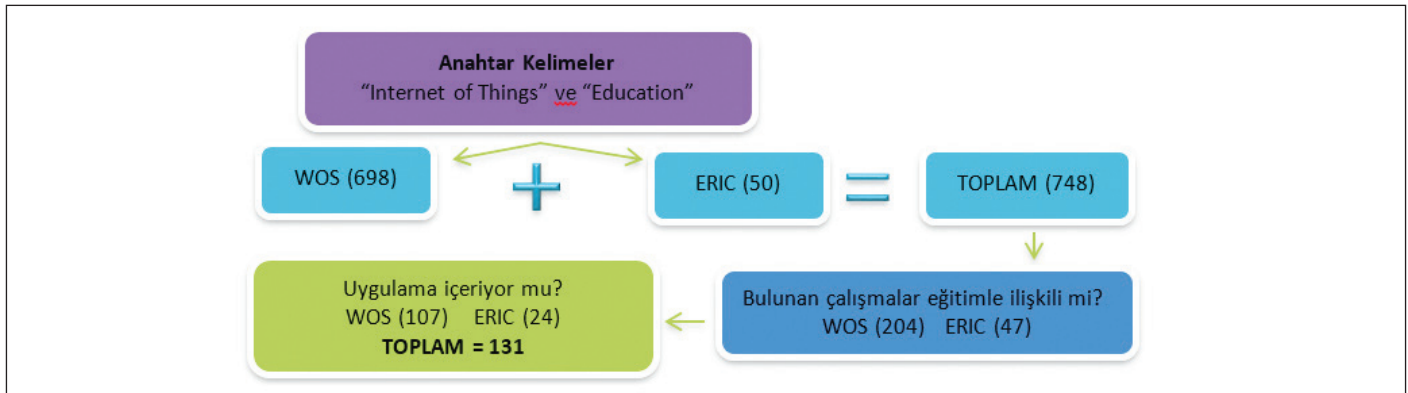 Anahtar Kelimeler
“Internet of Things” ve “Education”
WOS (698)
+
ERIC (50)
=
TOPLAM (748)
Bulunan çalışmalar eğitimle ilişkili mi?
WOS (204) ERIC (47)
Uygulama içeriyor mu?
WOS (107) ERIC (24)
TOPLAM = 131